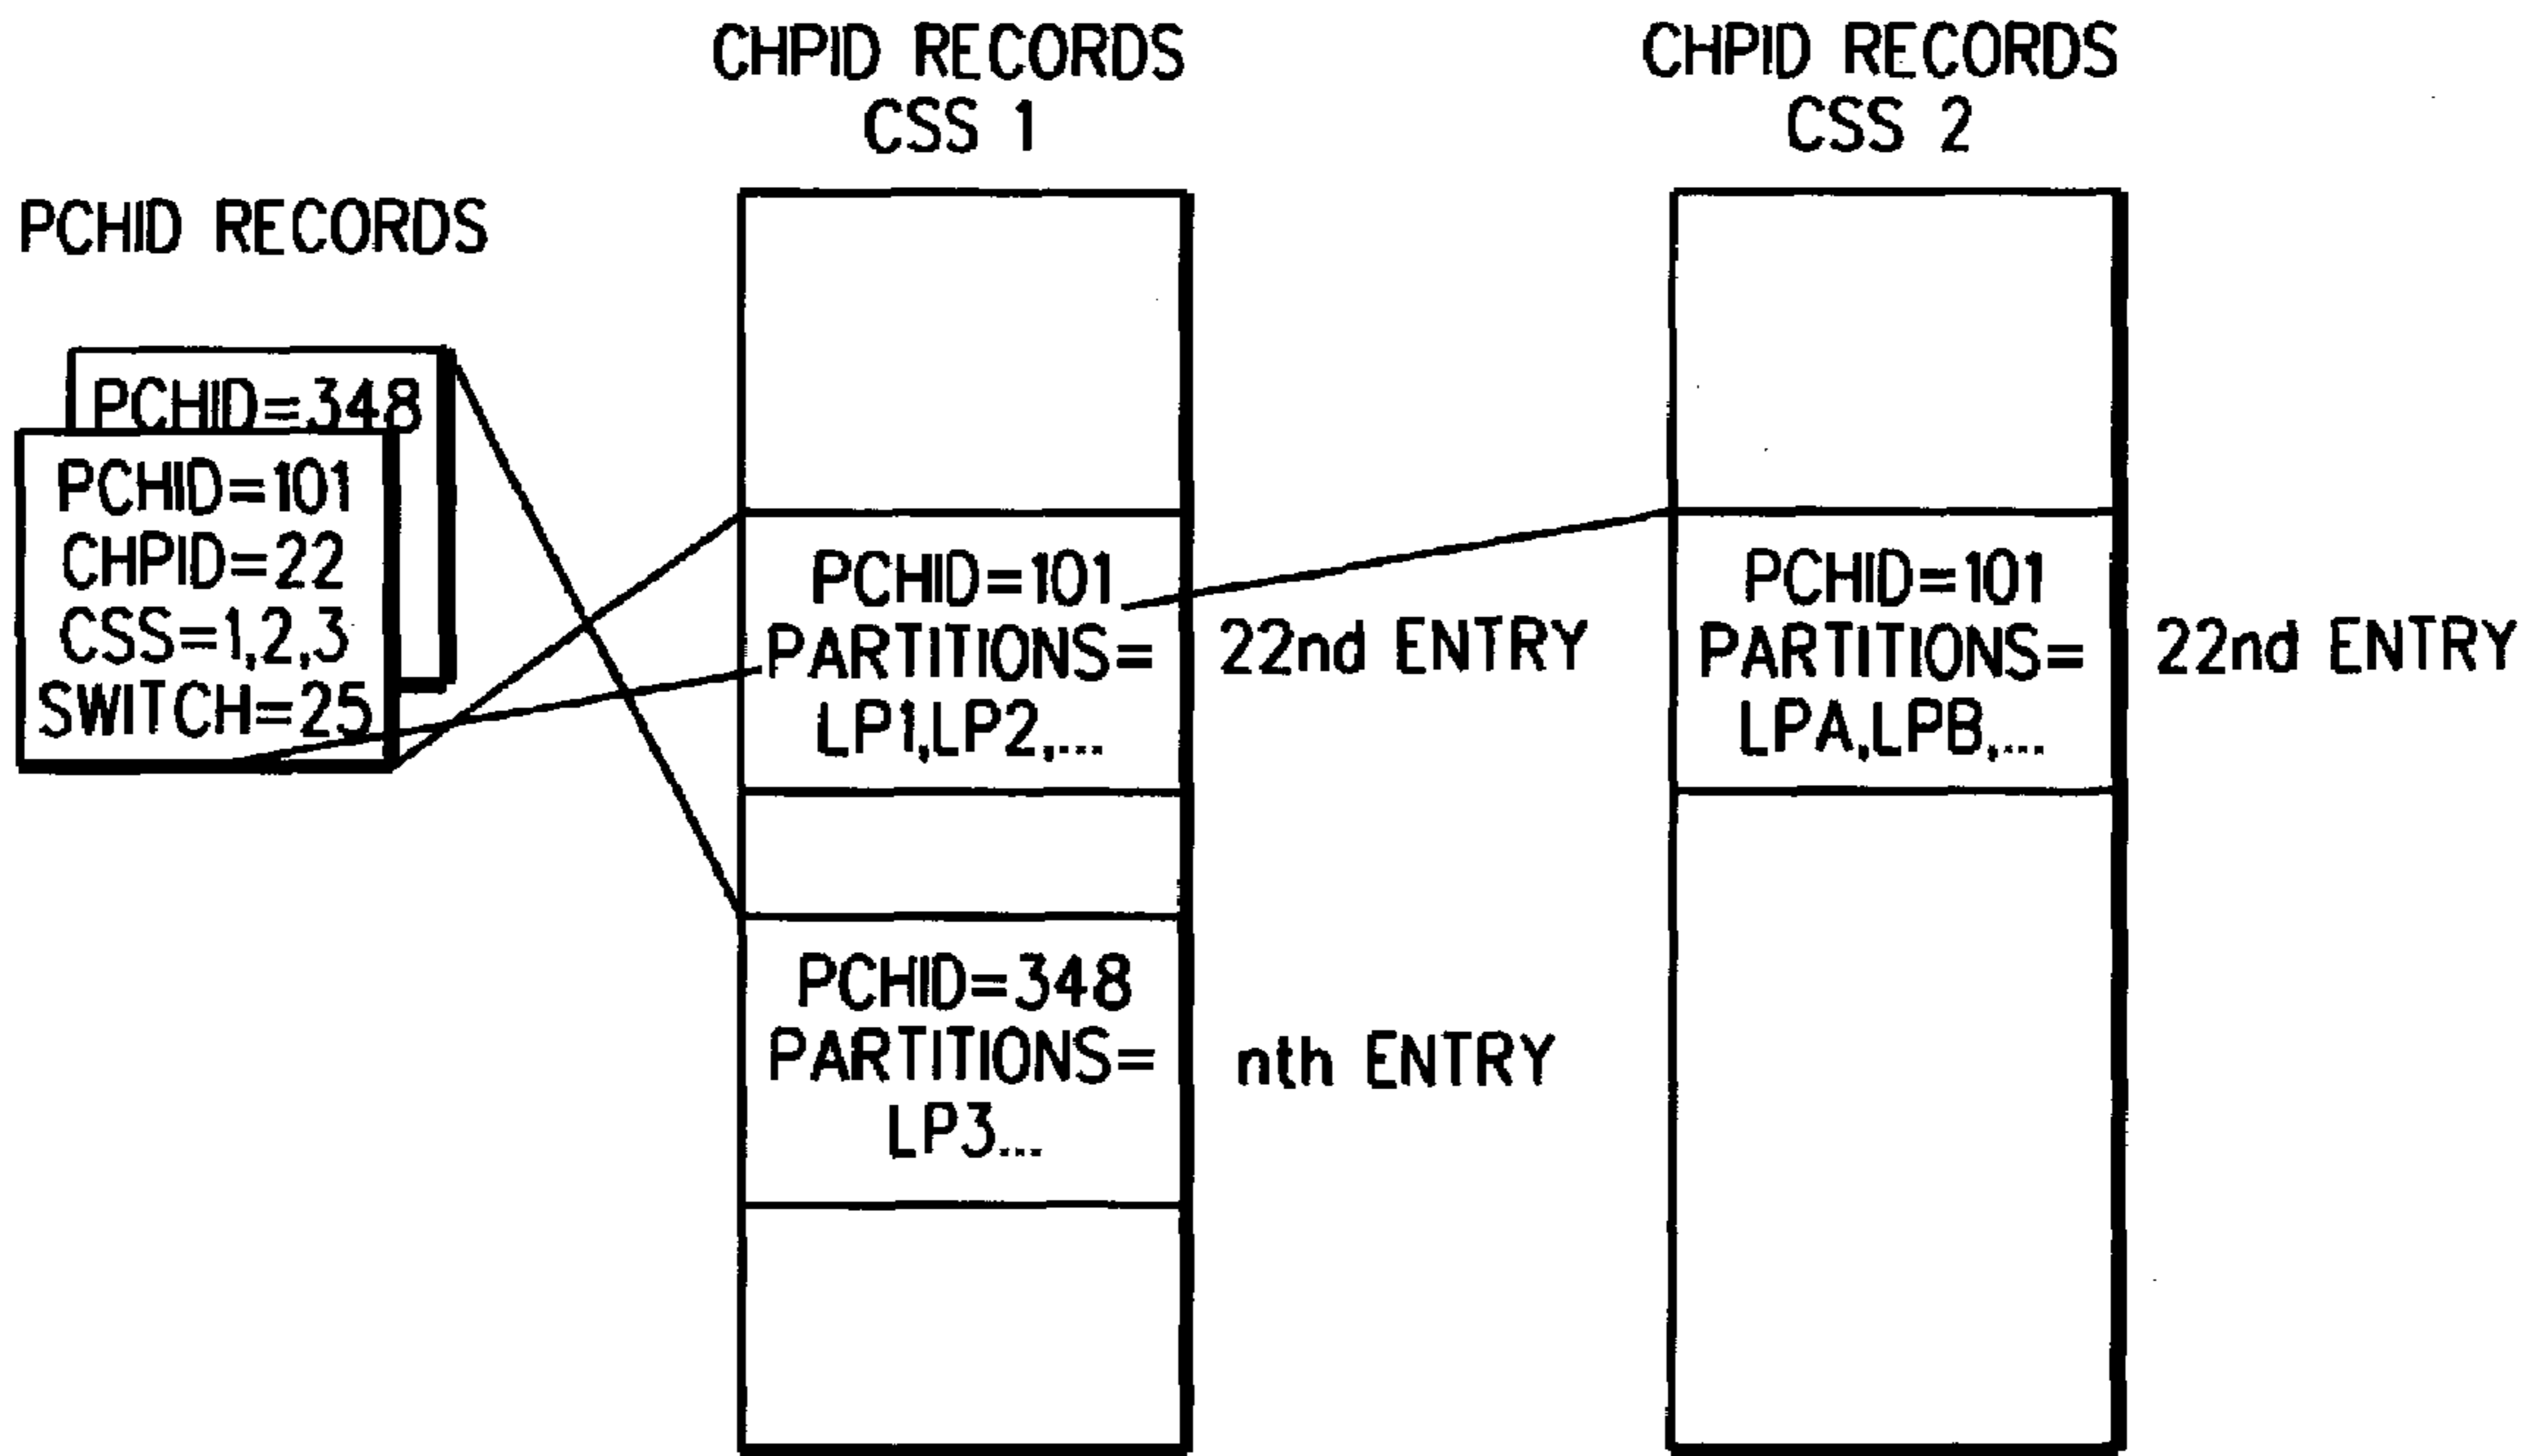 PCHID RECORDS
PCHID=348
PCHID=101
CHPID=22
CSS=1,2,3
SWITCH=25
CHPID RECORDS
CSS 1
PCHID=101
PARTITIONS=
LP1,LP2,...
22nd ENTRY
PCHID=348
PARTITIONS=
LP3...
nth ENTRY
CHPID RECORDS
CSS 2
PCHID=101
PARTITIONS=
LPA,LPB,...
22nd ENTRY